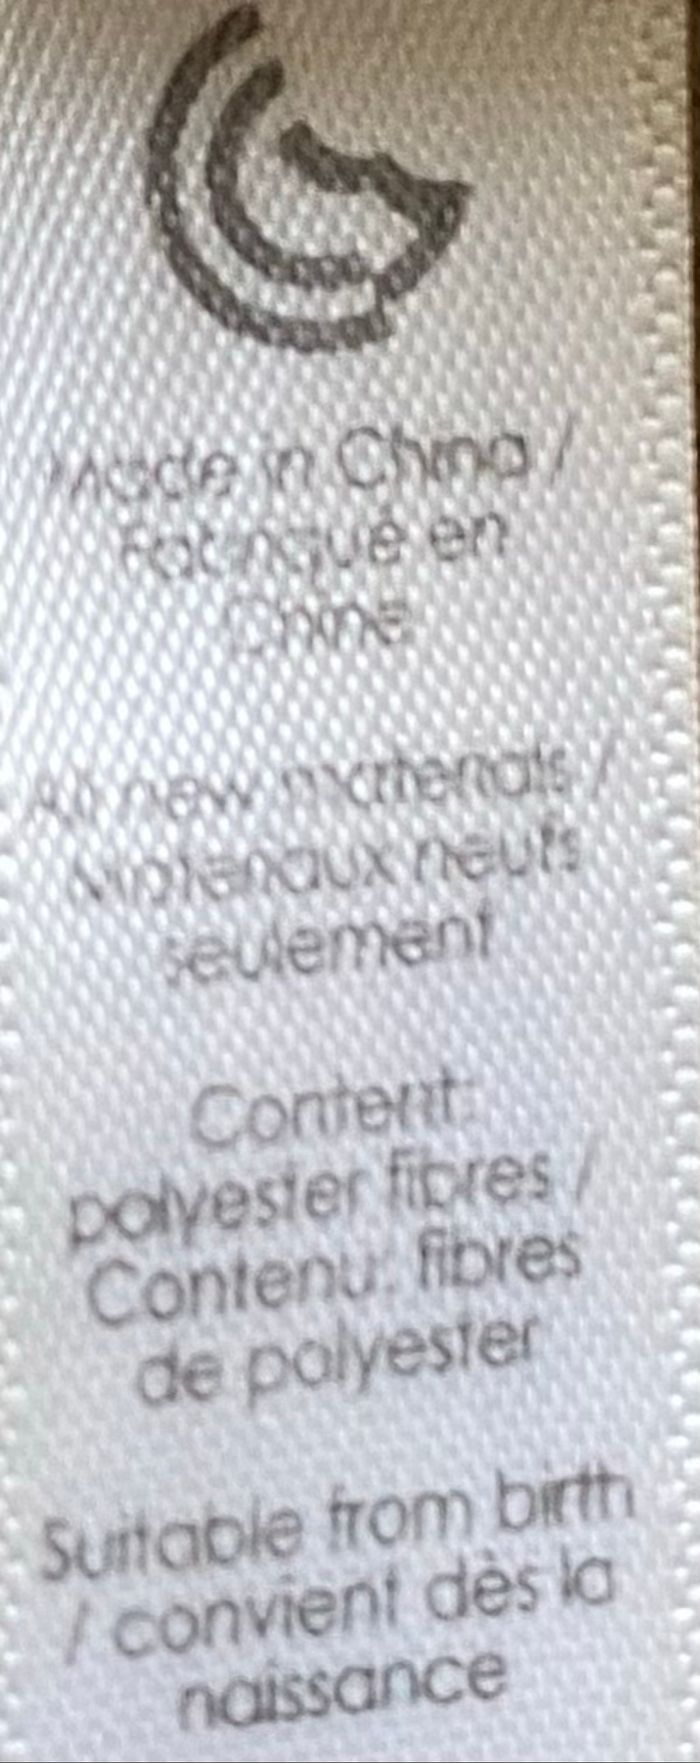 Made in China /
Fabriqué en
Chine
All new materials /
Matériaux neufs
seulement
Content:
polyester fibres /
Contenu: fibres
de polyester
Suitable from birth
/ convient dès la
naissance